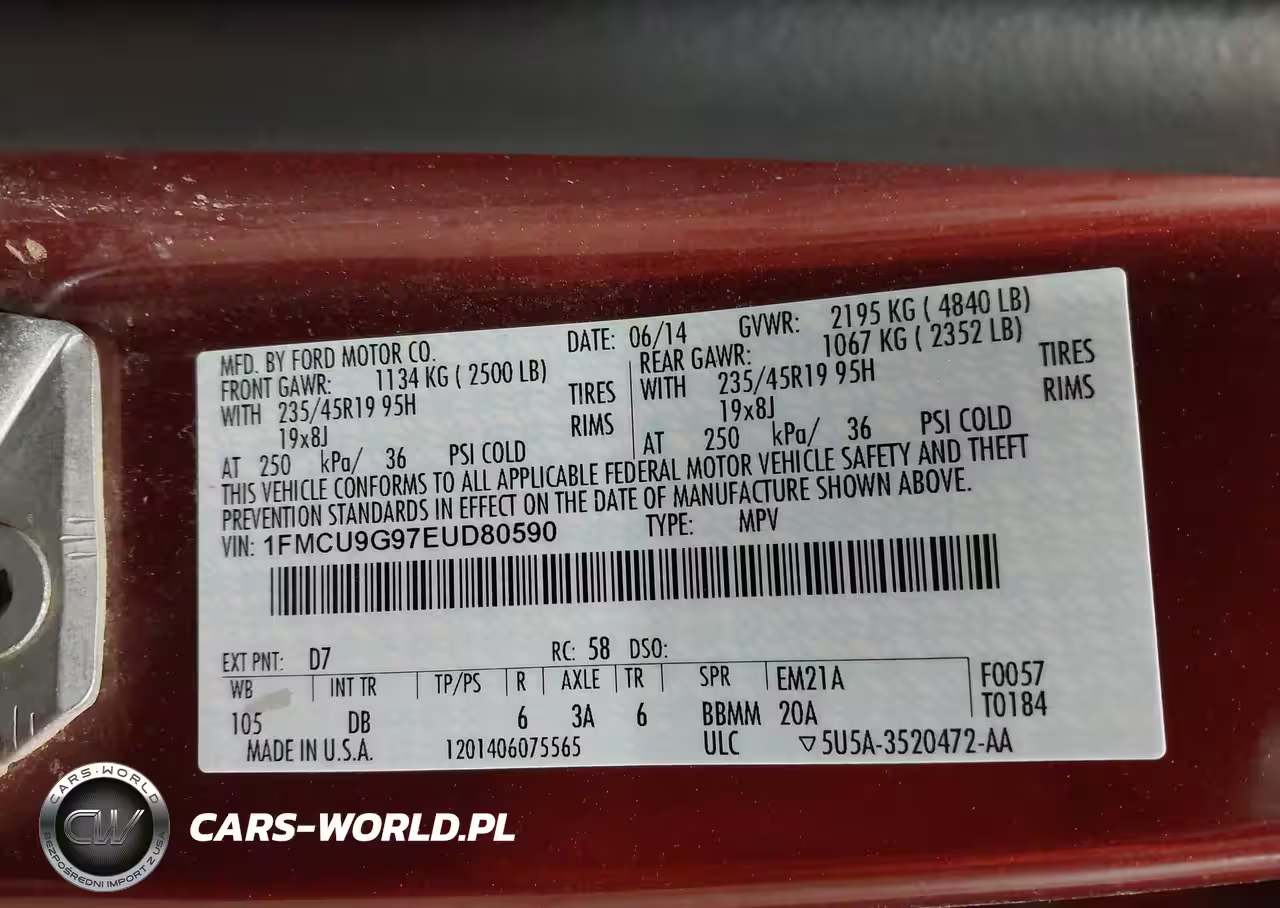 MFD. BY FORD MOTOR CO. DATE: 06/14 GVWR: 2195 KG ( 4840 LB)
FRONT GAWR: 1134 KG ( 2500 LB) REAR GAWR: 1067 KG ( 2352 LB)
WITH 235/45R19 95H TIRES WITH 235/45R19 95H TIRES
19x8J RIMS 19x8J RIMS
AT 250 kPa/ 36 PSI COLD AT 250 kPa/ 36 PSI COLD
THIS VEHICLE CONFORMS TO ALL APPLICABLE FEDERAL MOTOR VEHICLE SAFETY AND THEFT
PREVENTION STANDARDS IN EFFECT ON THE DATE OF MANUFACTURE SHOWN ABOVE.
VIN: 1FMCU9G97EUD80590 TYPE: MPV
EXT PNT: D7 RC: 58 DSO:
WB INT TR TP/PS R AXLE TR SPR EM21A F0057
105 DB 6 3A 6 BBMM 20A T0184
MADE IN U.S.A. 1201406075565 ULC ▽5U5A-3520472-AA
CARS-WORLD
CW
BEZPOŚREDNI IMPORT Z USA
CARS-WORLD.PL